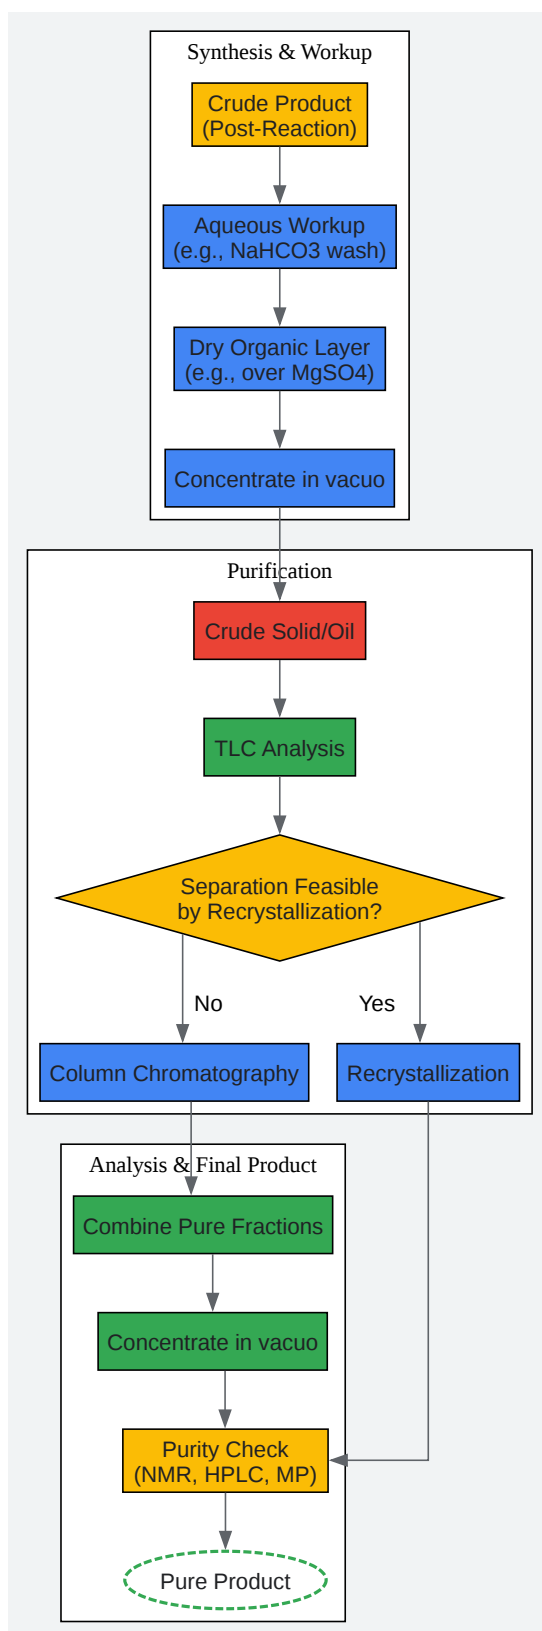 Synthesis & Workup
Crude Product
(Post-Reaction)
Aqueous Workup
(e.g., NaHCO3 wash)
Dry Organic Layer
(e.g., over MgSO4)
Concentrate in vacuo
Purification
Crude Solid/Oil
TLC Analysis
Separation Feasible
by Recrystallization?
No
Yes
Column Chromatography
Recrystallization
Analysis & Final Product
Combine Pure Fractions
Concentrate in vacuo
Purity Check
(NMR, HPLC, MP)
Pure Product